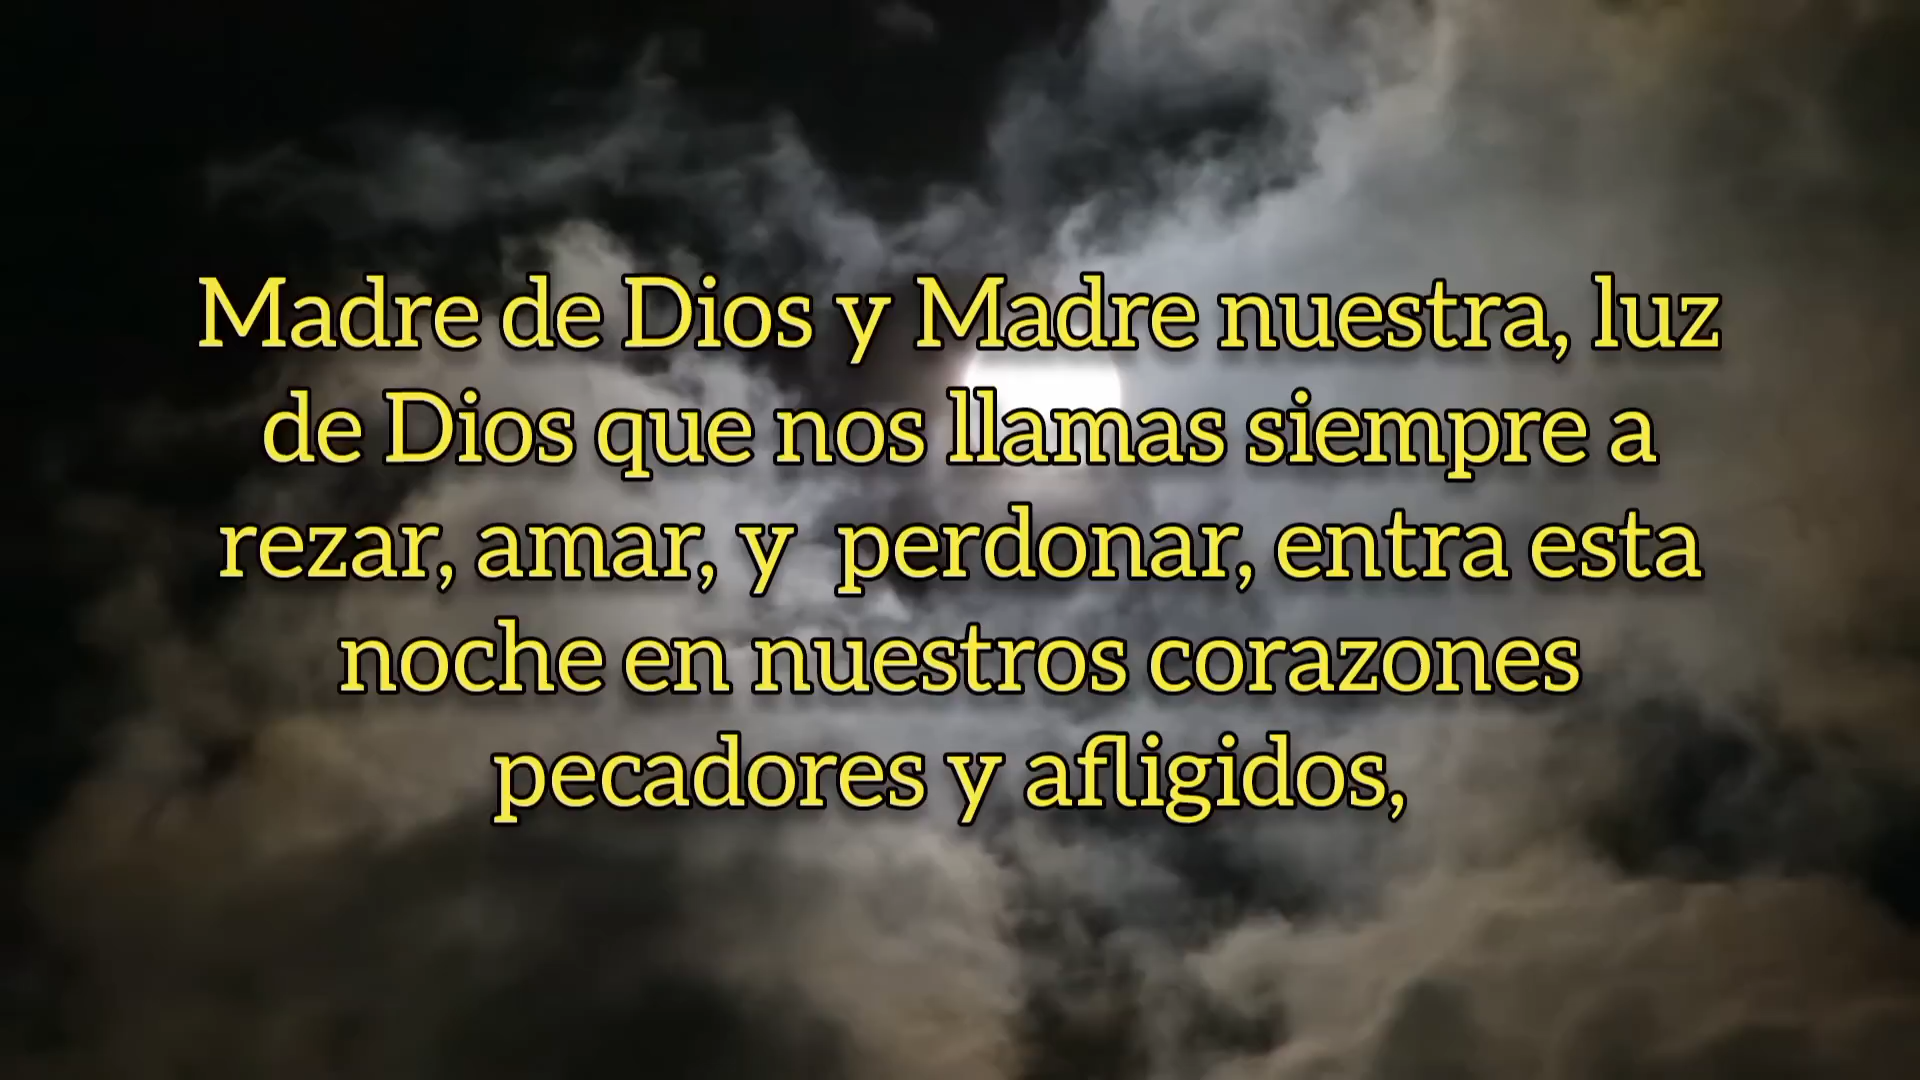 Madre de Dios y Madre nuestra, luz
de Dios que nos llamas siempre a
rezar, amar, y  perdonar, entra esta
noche en nuestros corazones
pecadores y afligidos,